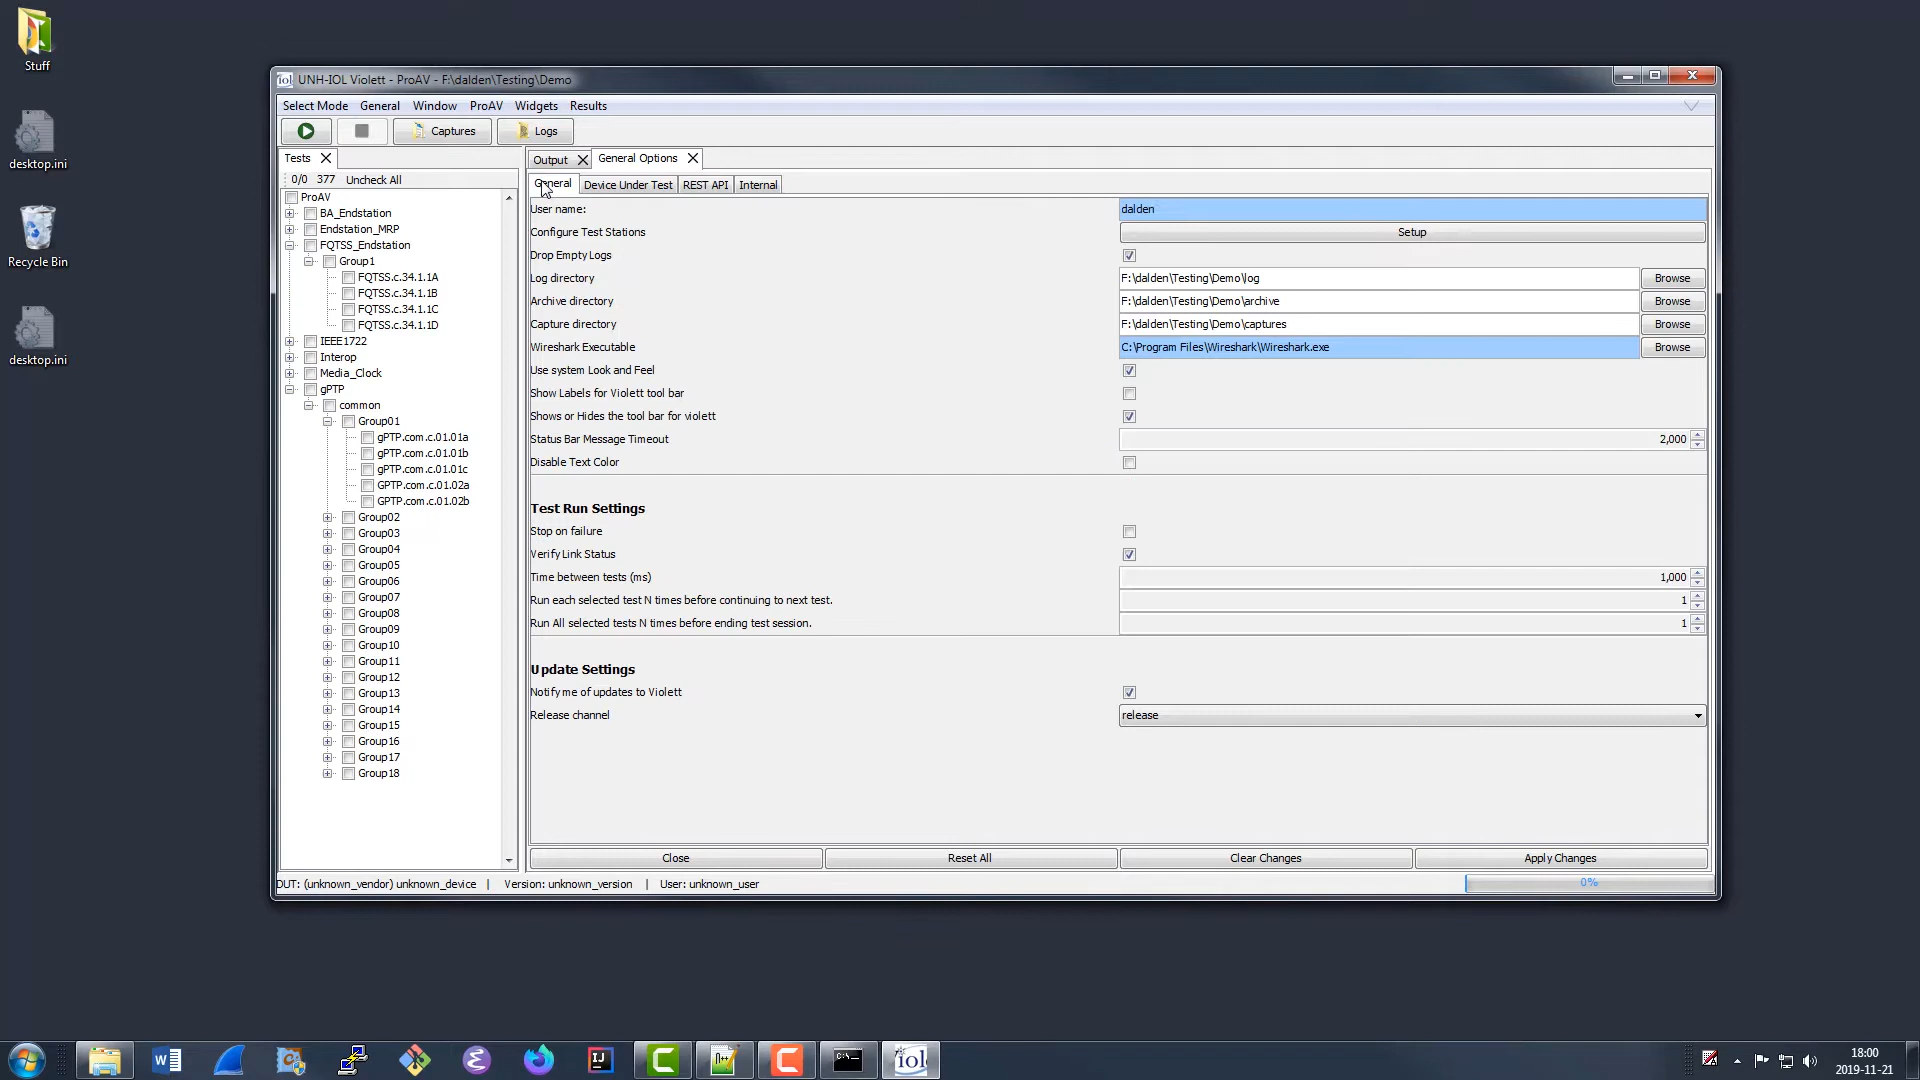 Stuff
desktop.ini
Recycle Bin
desktop.ini
iol UNH-IOL Violett - ProAV - F:\dalden\Testing\Demo
Select Mode General Window ProAV Widgets Results
Captures Logs
Tests
0/0 377 Uncheck All
ProAV
BA_Endstation
Endstation_MRP
FQTSS_Endstation
Group1
FQTSS.c.34.1.1A
FQTSS.c.34.1.1B
FQTSS.c.34.1.1C
FQTSS.c.34.1.1D
IEEE1722
Interop
Media_Clock
gPTP
common
Group01
gPTP.com.c.01.01a
gPTP.com.c.01.01b
gPTP.com.c.01.01c
GPTP.com.c.01.02a
GPTP.com.c.01.02b
Group02
Group03
Group04
Group05
Group06
Group07
Group08
Group09
Group10
Group11
Group12
Group13
Group14
Group15
Group16
Group17
Group18
Output General Options
General Device Under Test REST API Internal
User name: dalden
Configure Test Stations Setup
Drop Empty Logs
Log directory F:\dalden\Testing\Demo\log Browse
Archive directory F:\dalden\Testing\Demo\archive Browse
Capture directory F:\dalden\Testing\Demo\captures Browse
Wireshark Executable C:\Program Files\Wireshark\Wireshark.exe Browse
Use system Look and Feel
Show Labels for Violett tool bar
Shows or Hides the tool bar for violett
Status Bar Message Timeout 2,000
Disable Text Color
Test Run Settings
Stop on failure
Verify Link Status
Time between tests (ms) 1,000
Run each selected test N times before continuing to next test. 1
Run All selected tests N times before ending test session. 1
Update Settings
Notify me of updates to Violett
Release channel release
Close Reset All Clear Changes Apply Changes
DUT: (unknown_vendor) unknown_device | Version: unknown_version | User: unknown_user 0%
18:00
2019-11-21